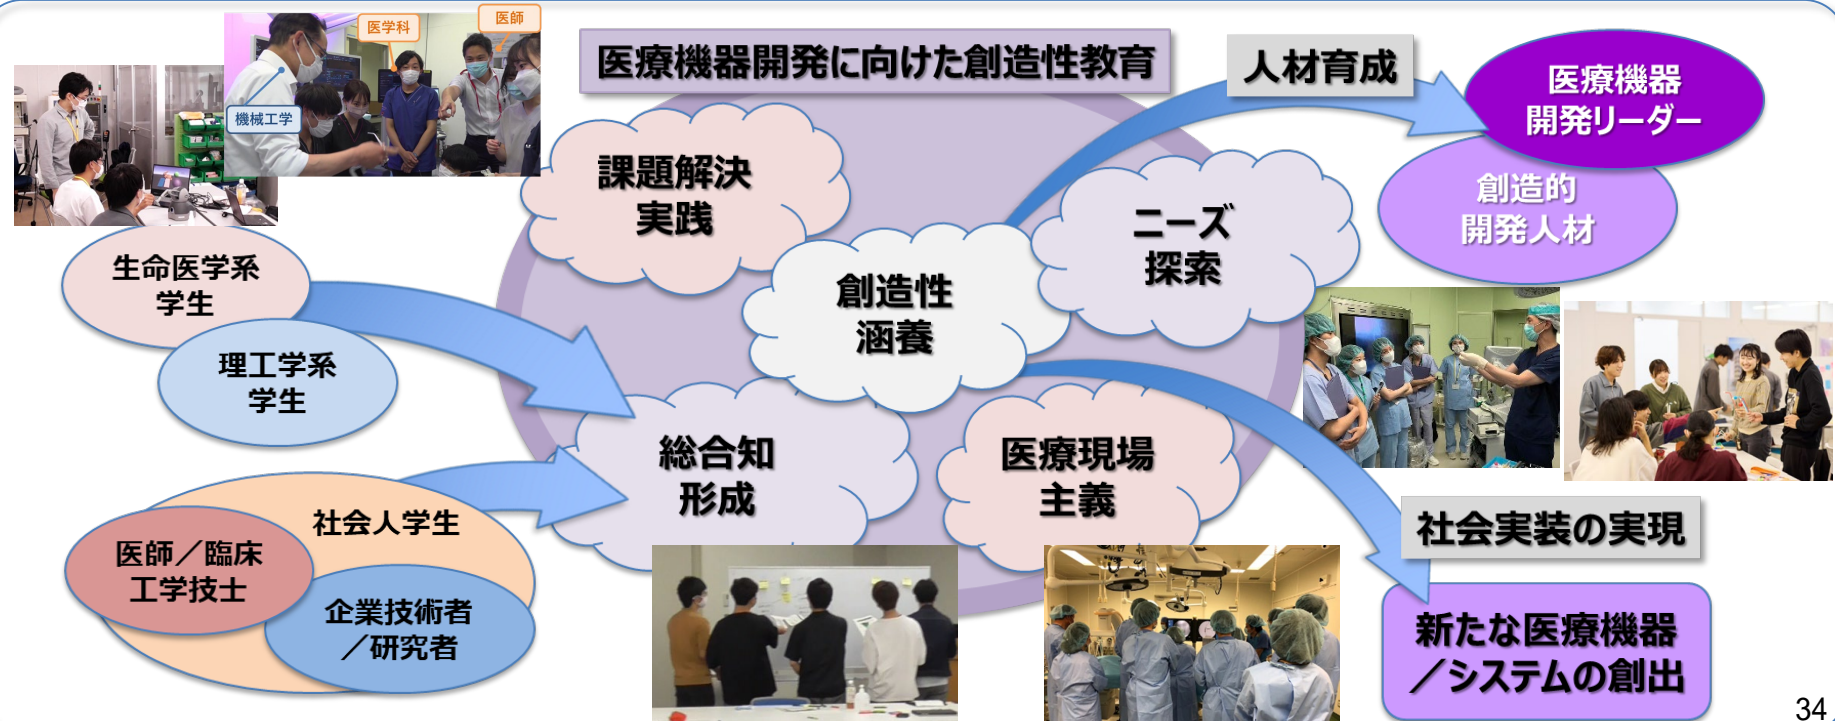 医学科
医師
機械工学
医療機器開発に向けた創造性教育
人材育成
医療機器
開発リーダー
創造的
開発人材
課題解決
実践
ニーズ
探索
創造性
涵養
生命医学系
学生
理工学系
学生
総合知
形成
医療現場
主義
社会人学生
医師／臨床
工学技士
企業技術者
／研究者
社会実装の実現
新たな医療機器
／システムの創出
34